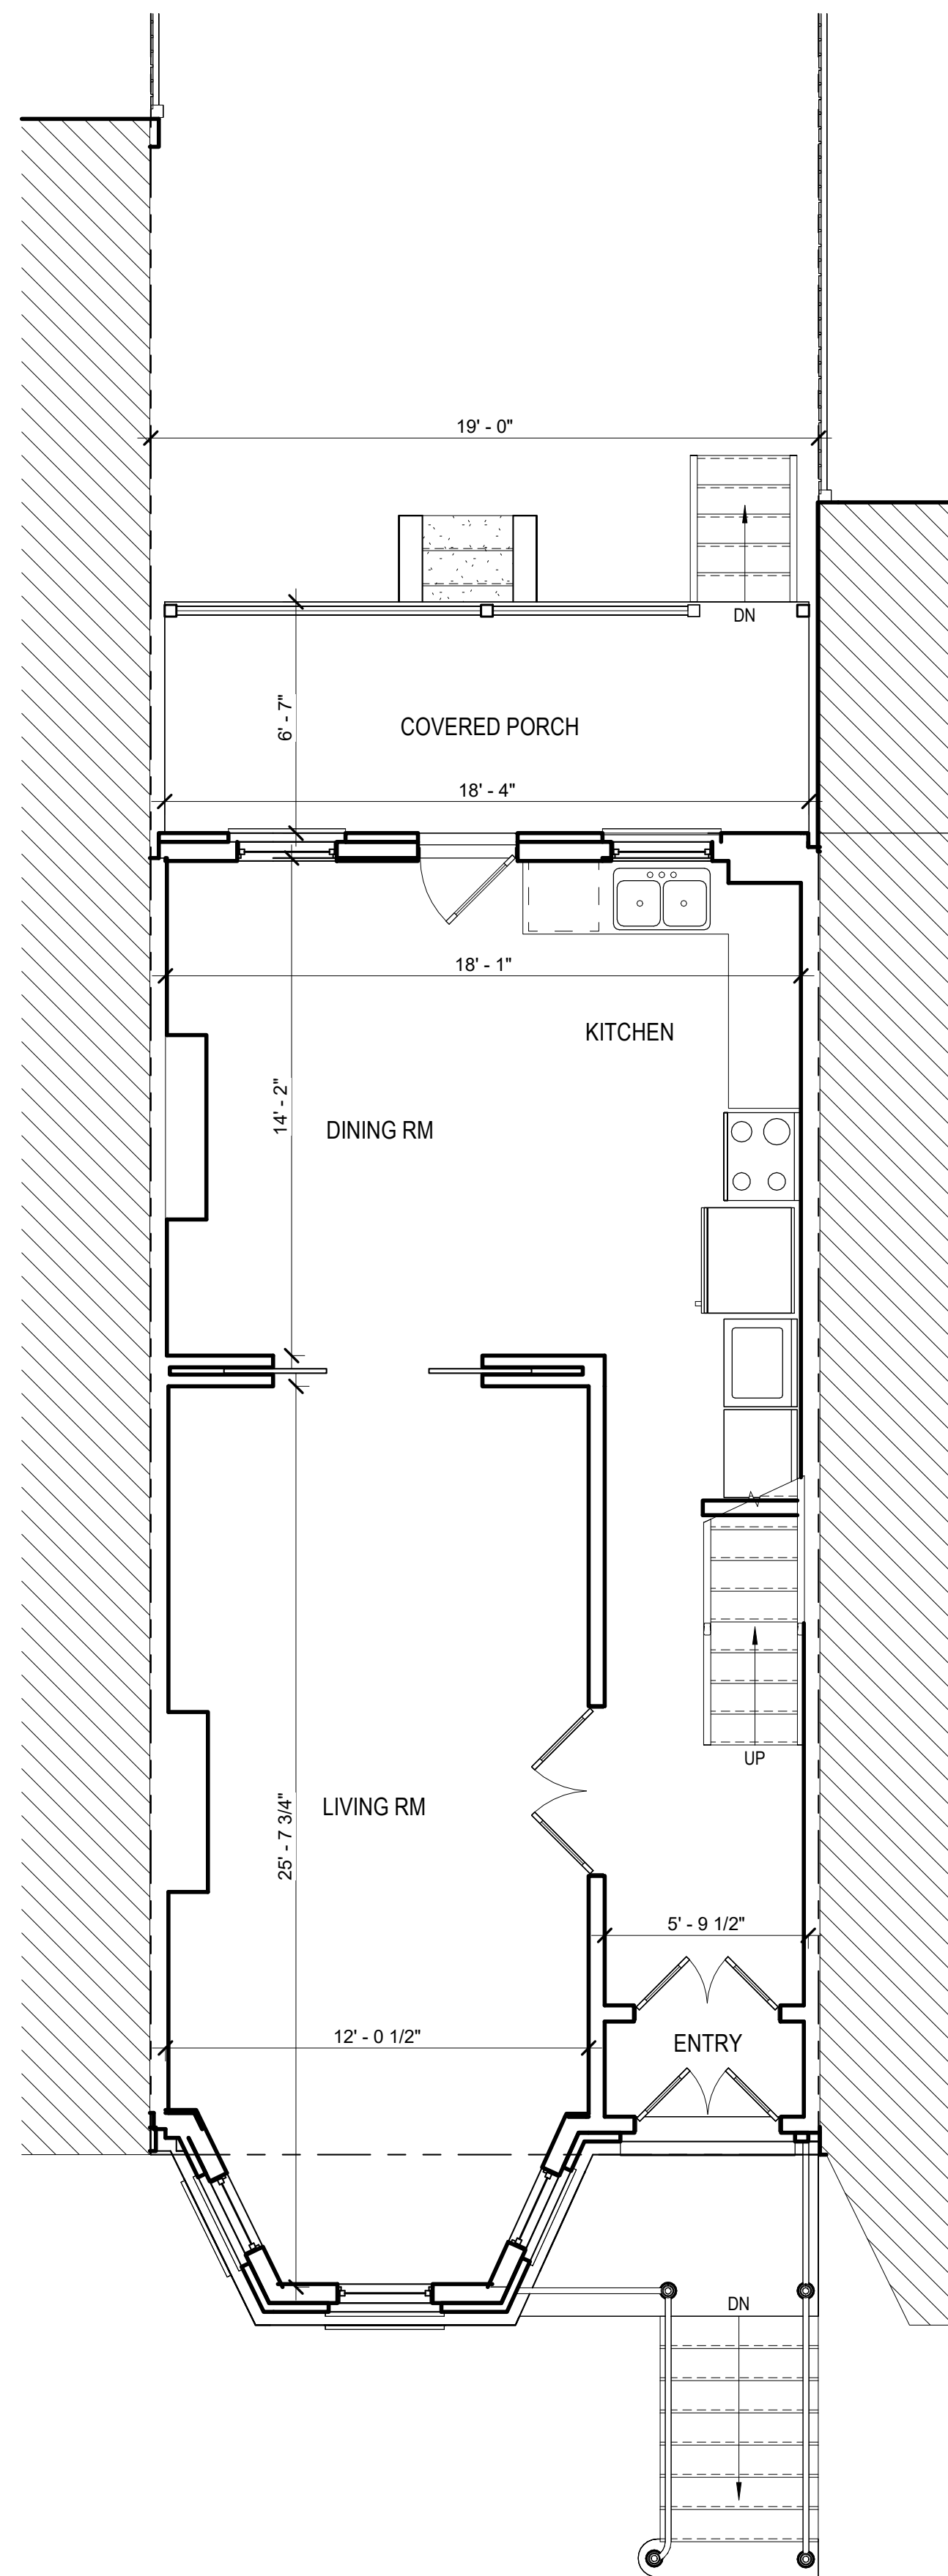 19' - 0"
DN
6' - 7"
COVERED PORCH
18' - 4"
18' - 1"
KITCHEN
14' - 2"
DINING RM
UP
LIVING RM
25' - 7 3/4"
5' - 9 1/2"
12' - 0 1/2"
ENTRY
DN